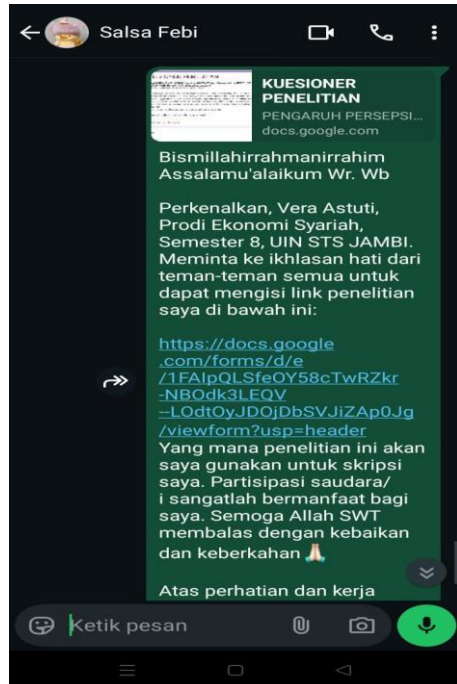 Salsa Febi
KUESIONER
PENELITIAN
PENGARUH PERSEPSI...
docs.google.com
Bismillahirrahmanirrahim
Assalamu'alaikum Wr. Wb
Perkenalkan, Vera Astuti,
Prodi Ekonomi Syariah,
Semester 8, UIN STS JAMBI.
Meminta ke ikhlasan hati dari
teman-teman semua untuk
dapat mengisi link penelitian
saya di bawah ini:
https://docs.google
.com/forms/d/e
/1FAIpQLSfeOY58cTwRZkr
-NBOdk3LEQV
--LOdtOyJDOjDbSVJiZAp0Jg
/viewform?usp=header
Yang mana penelitian ini akan
saya gunakan untuk skripsi
saya. Partisipasi saudara/
i sangatlah bermanfaat bagi
saya. Semoga Allah SWT
membalas dengan kebaikan
dan keberkahan 🙏🏻
Atas perhatian dan kerja
Ketik pesan